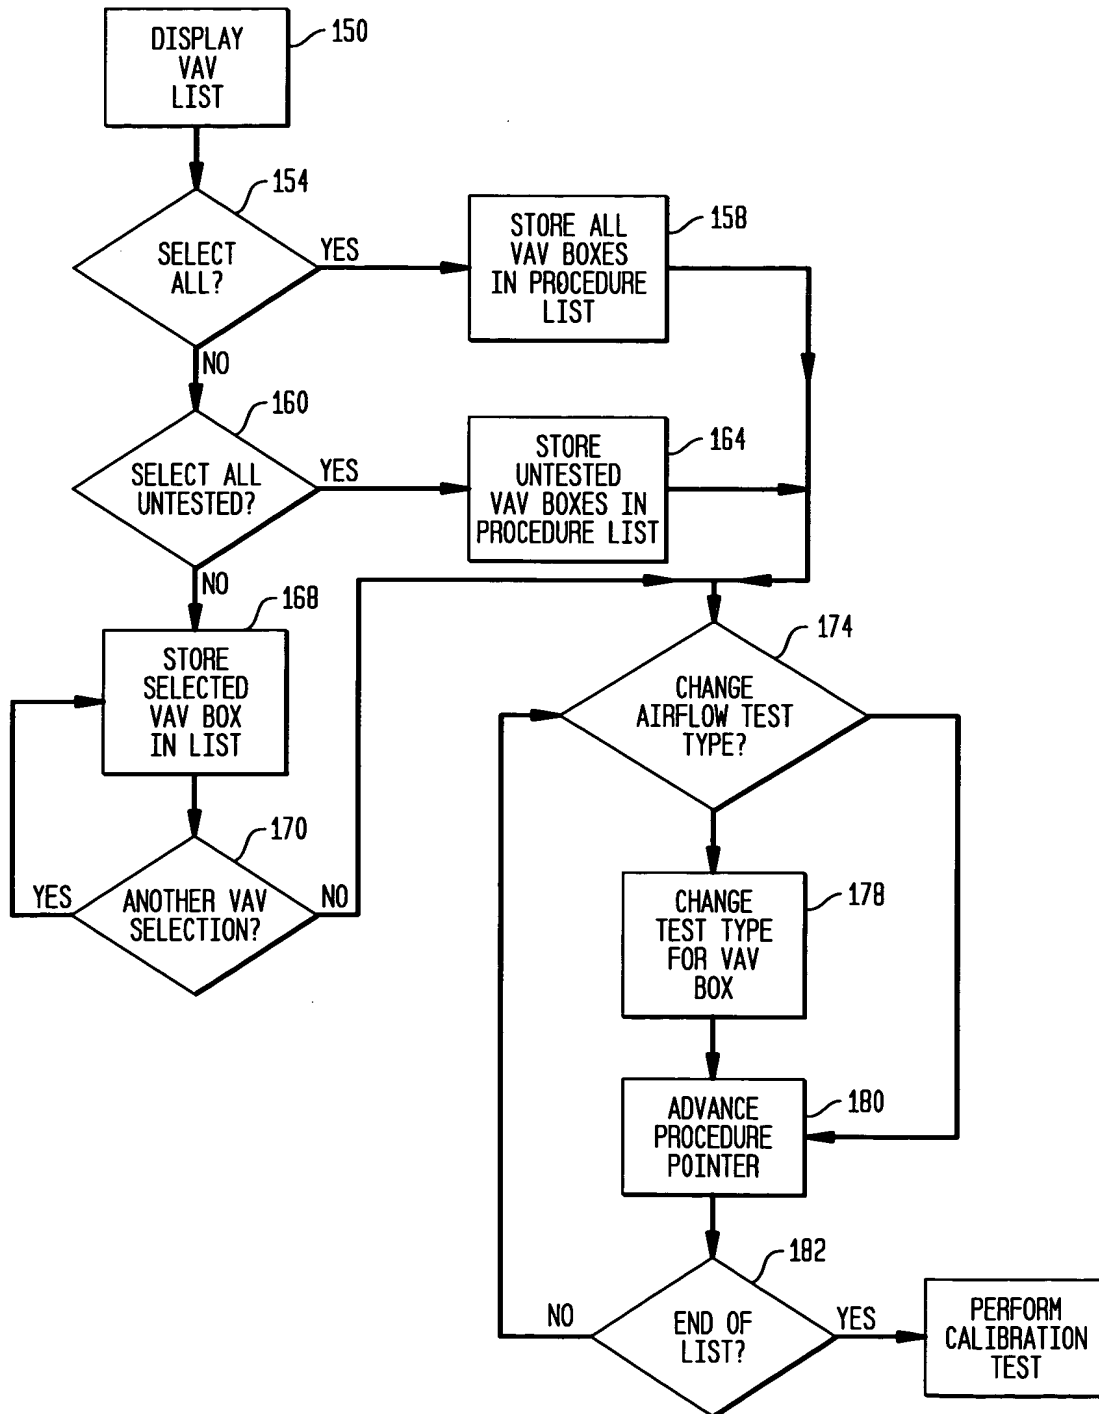 DISPLAY
VAV
LIST
150
154
SELECT
ALL?
YES
NO
STORE ALL
VAV BOXES
IN PROCEDURE
LIST
158
160
SELECT ALL
UNTESTED?
YES
NO
STORE
UNTESTED
VAV BOXES IN
PROCEDURE LIST
164
168
STORE
SELECTED
VAV BOX
IN LIST
170
ANOTHER VAV
SELECTION?
YES
NO
174
CHANGE
AIRFLOW TEST
TYPE?
CHANGE
TEST TYPE
FOR VAV
BOX
178
ADVANCE
PROCEDURE
POINTER
180
182
END OF
LIST?
NO
YES
PERFORM
CALIBRATION
TEST